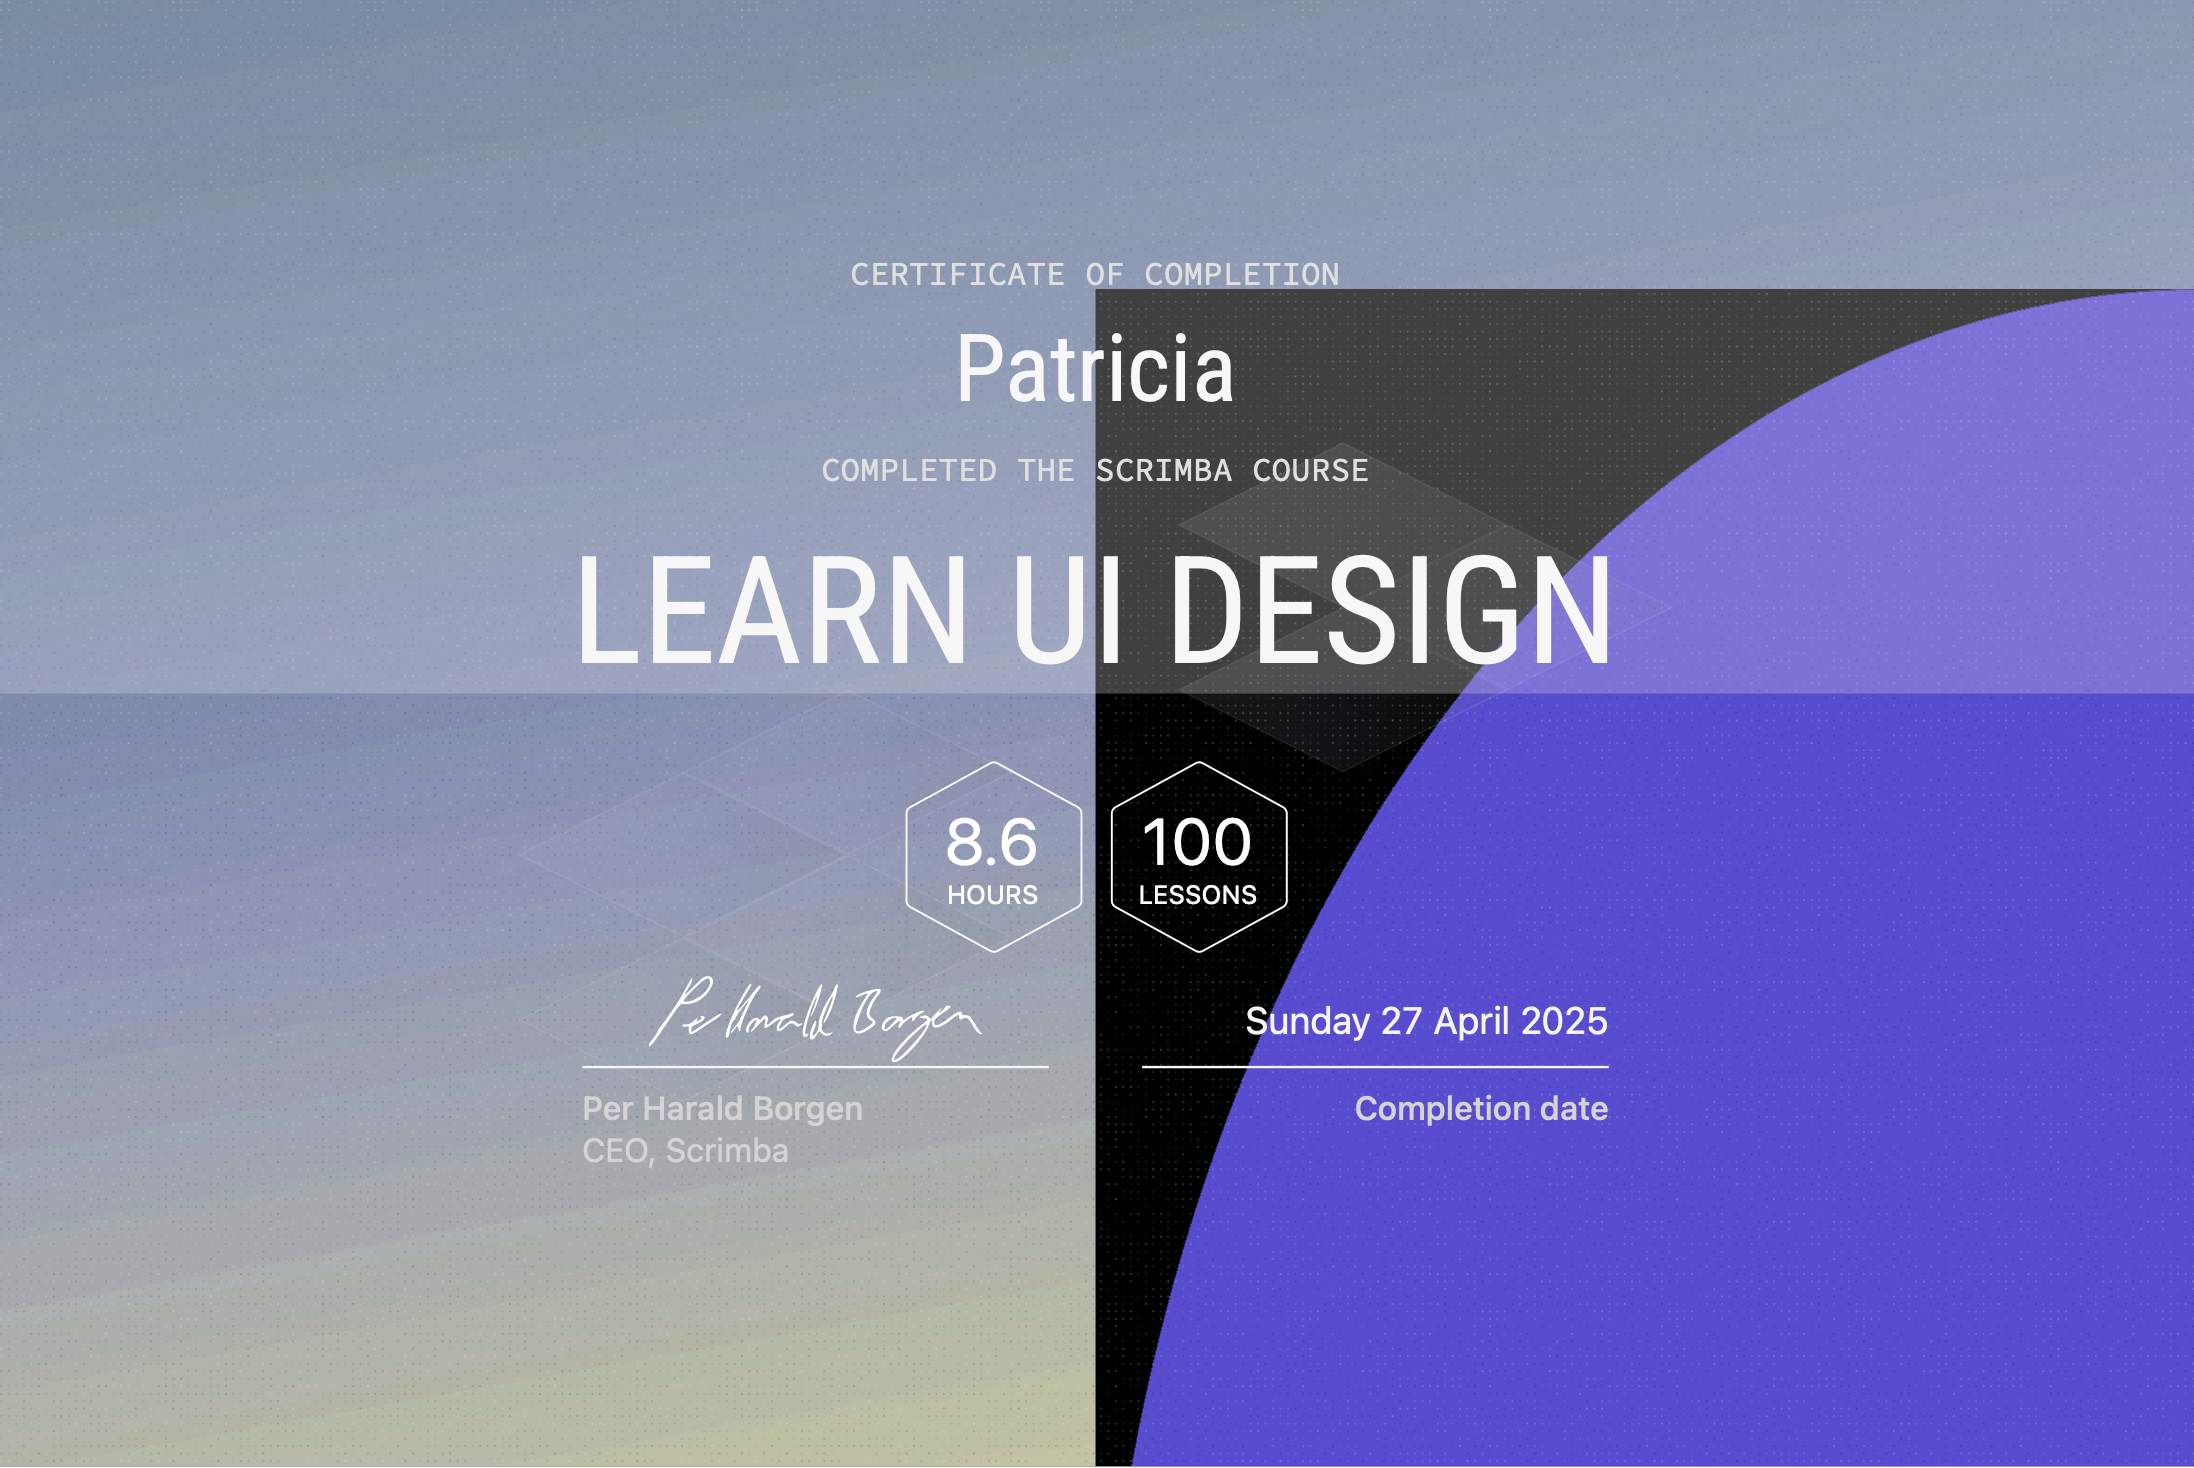 CERTIFICATE OF COMPLETION
Patricia
COMPLETED THE SCRIMBA COURSE
LEARN UI DESIGN
8.6
HOURS
100
LESSONS
Per Harald Borgen
Sunday 27 April 2025
Per Harald Borgen
CEO, Scrimba
Completion date